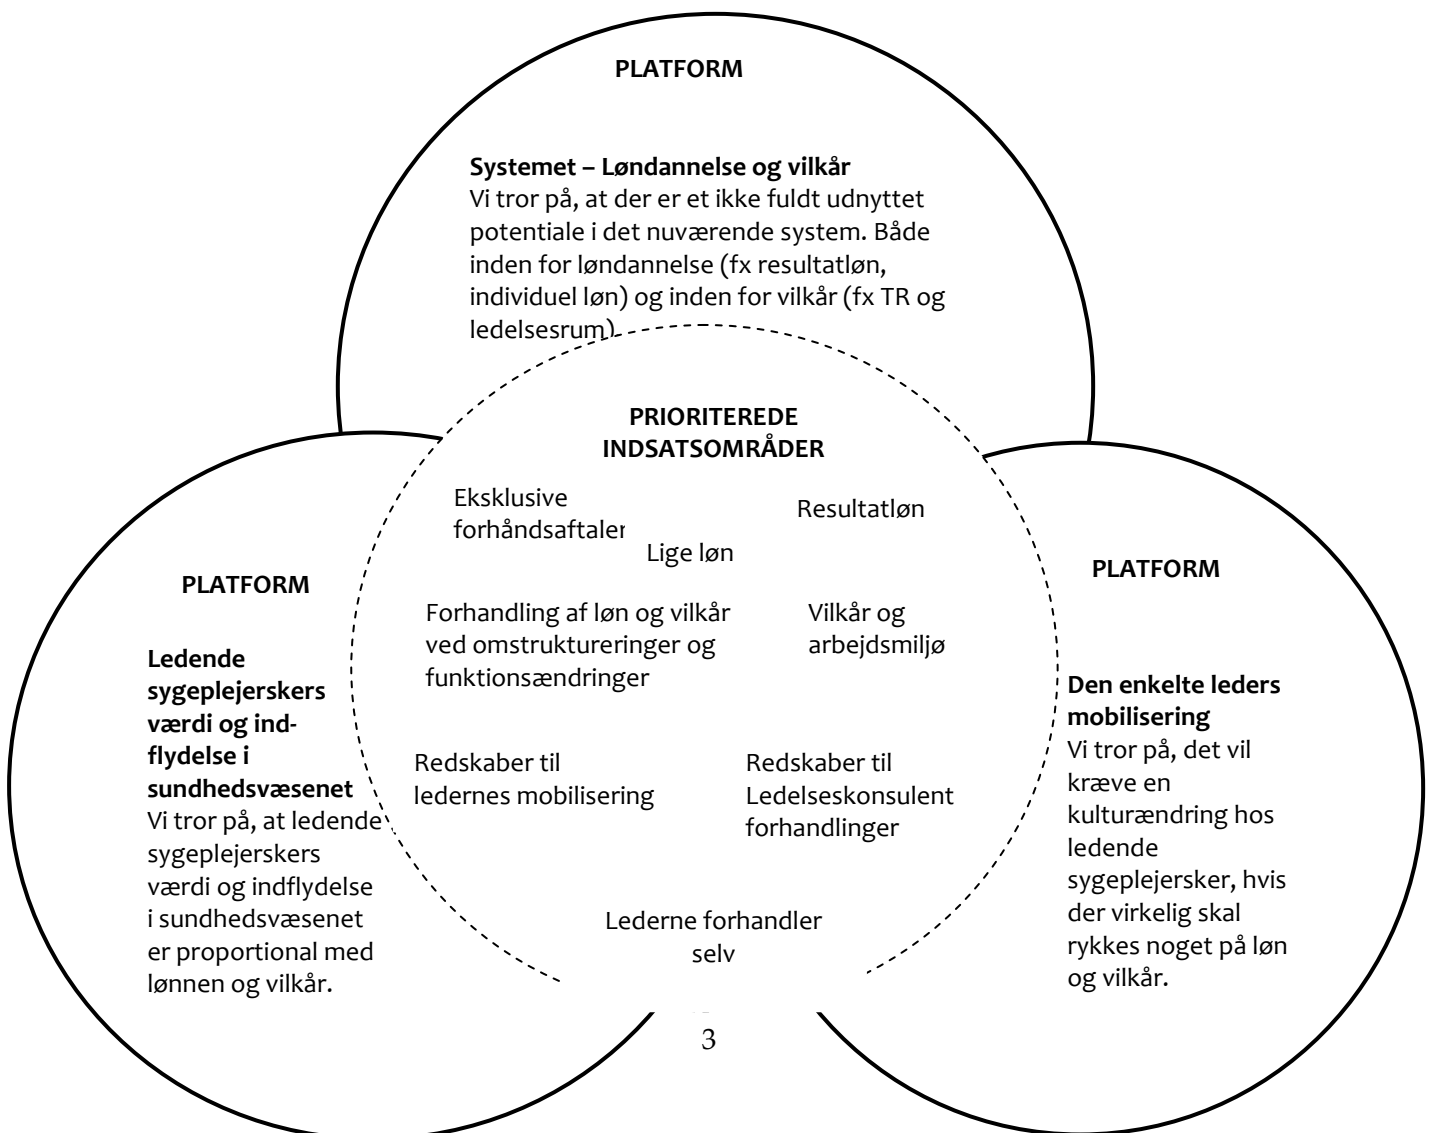 PLATFORM
Systemet – Løndannelse og vilkår
Vi tror på, at der er et ikke fuldt udnyttet
potentiale i det nuværende system. Både
inden for løndannelse (fx resultatløn,
individuel løn) og inden for vilkår (fx TR og
ledelsesrum)
PRIORITEREDE
INDSATSOMRÅDER
Eksklusive
forhåndsaftaler
Resultatløn
Lige løn
Forhandling af løn og vilkår
ved omstruktureringer og
funktionsændringer
Vilkår og
arbejdsmiljø
Redskaber til
ledernes mobilisering
Redskaber til
Ledelseskonsulent
forhandlinger
Lederne forhandler
selv
PLATFORM
Ledende
sygeplejerskers
værdi og ind-
flydelse i
sundhedsvæsenet
Vi tror på, at ledende
sygeplejerskers
værdi og indflydelse
i sundhedsvæsenet
er proportional med
lønnen og vilkår.
PLATFORM
Den enkelte leders
mobilisering
Vi tror på, det vil
kræve en
kulturændring hos
ledende
sygeplejersker, hvis
der virkelig skal
rykkes noget på løn
og vilkår.
3